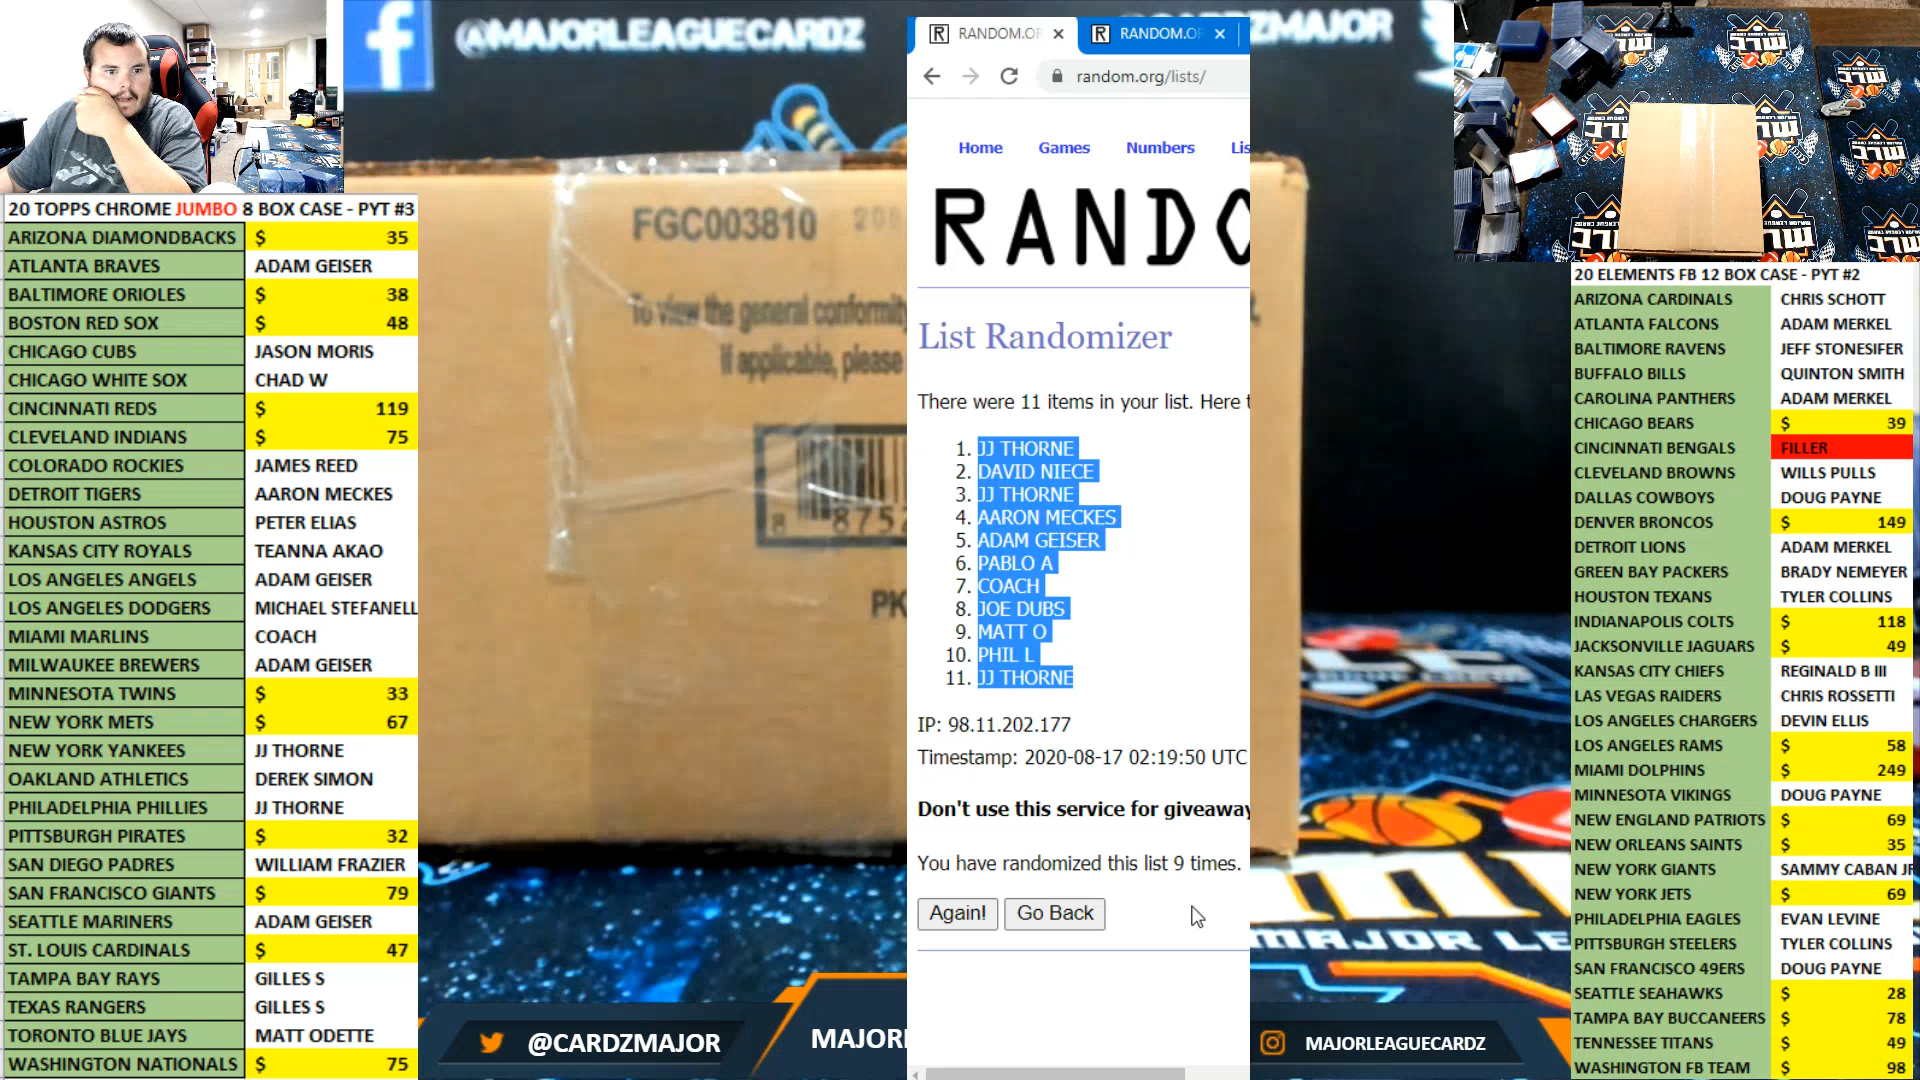 @MAJORLEAGUECARDZ
ZMAJOR
RANDOM.OR
RANDOM.OR
random.org/lists/
Home Games Numbers Lis
RANDO
List Randomizer
There were 11 items in your list. Here t
1. JJ THORNE
2. DAVID NIECE
3. JJ THORNE
4. AARON MECKES
5. ADAM GEISER
6. PABLO A
7. COACH
8. JOE DUBS
9. MATT O
10. PHIL L
11. JJ THORNE
IP: 98.11.202.177
Timestamp: 2020-08-17 02:19:50 UTC
Don't use this service for giveaway
You have randomized this list 9 times.
Again! Go Back
FGC003810
To view the general conformity
If applicable, please
8 8752
PK
20 TOPPS CHROME JUMBO 8 BOX CASE - PYT #3
ARIZONA DIAMONDBACKS $ 35
ATLANTA BRAVES ADAM GEISER
BALTIMORE ORIOLES $ 38
BOSTON RED SOX $ 48
CHICAGO CUBS JASON MORIS
CHICAGO WHITE SOX CHAD W
CINCINNATI REDS $ 119
CLEVELAND INDIANS $ 75
COLORADO ROCKIES JAMES REED
DETROIT TIGERS AARON MECKES
HOUSTON ASTROS PETER ELIAS
KANSAS CITY ROYALS TEANNA AKAO
LOS ANGELES ANGELS ADAM GEISER
LOS ANGELES DODGERS MICHAEL STEFANELL
MIAMI MARLINS COACH
MILWAUKEE BREWERS ADAM GEISER
MINNESOTA TWINS $ 33
NEW YORK METS $ 67
NEW YORK YANKEES JJ THORNE
OAKLAND ATHLETICS DEREK SIMON
PHILADELPHIA PHILLIES JJ THORNE
PITTSBURGH PIRATES $ 32
SAN DIEGO PADRES WILLIAM FRAZIER
SAN FRANCISCO GIANTS $ 79
SEATTLE MARINERS ADAM GEISER
ST. LOUIS CARDINALS $ 47
TAMPA BAY RAYS GILLES S
TEXAS RANGERS GILLES S
TORONTO BLUE JAYS MATT ODETTE
WASHINGTON NATIONALS $ 75
20 ELEMENTS FB 12 BOX CASE - PYT #2
ARIZONA CARDINALS CHRIS SCHOTT
ATLANTA FALCONS ADAM MERKEL
BALTIMORE RAVENS JEFF STONESIFER
BUFFALO BILLS QUINTON SMITH
CAROLINA PANTHERS ADAM MERKEL
CHICAGO BEARS $ 39
CINCINNATI BENGALS FILLER
CLEVELAND BROWNS WILLS PULLS
DALLAS COWBOYS DOUG PAYNE
DENVER BRONCOS $ 149
DETROIT LIONS ADAM MERKEL
GREEN BAY PACKERS BRADY NEMEYER
HOUSTON TEXANS TYLER COLLINS
INDIANAPOLIS COLTS $ 118
JACKSONVILLE JAGUARS $ 49
KANSAS CITY CHIEFS REGINALD B III
LAS VEGAS RAIDERS CHRIS ROSSETTI
LOS ANGELES CHARGERS DEVIN ELLIS
LOS ANGELES RAMS $ 58
MIAMI DOLPHINS $ 249
MINNESOTA VIKINGS DOUG PAYNE
NEW ENGLAND PATRIOTS $ 69
NEW ORLEANS SAINTS $ 35
NEW YORK GIANTS SAMMY CABAN JR
NEW YORK JETS $ 69
PHILADELPHIA EAGLES EVAN LEVINE
PITTSBURGH STEELERS TYLER COLLINS
SAN FRANCISCO 49ERS DOUG PAYNE
SEATTLE SEAHAWKS $ 28
TAMPA BAY BUCCANEERS $ 78
TENNESSEE TITANS $ 49
WASHINGTON FB TEAM $ 98
MAJOR LE
@CARDZMAJOR
MAJOR
MAJORLEAGUECARDZ